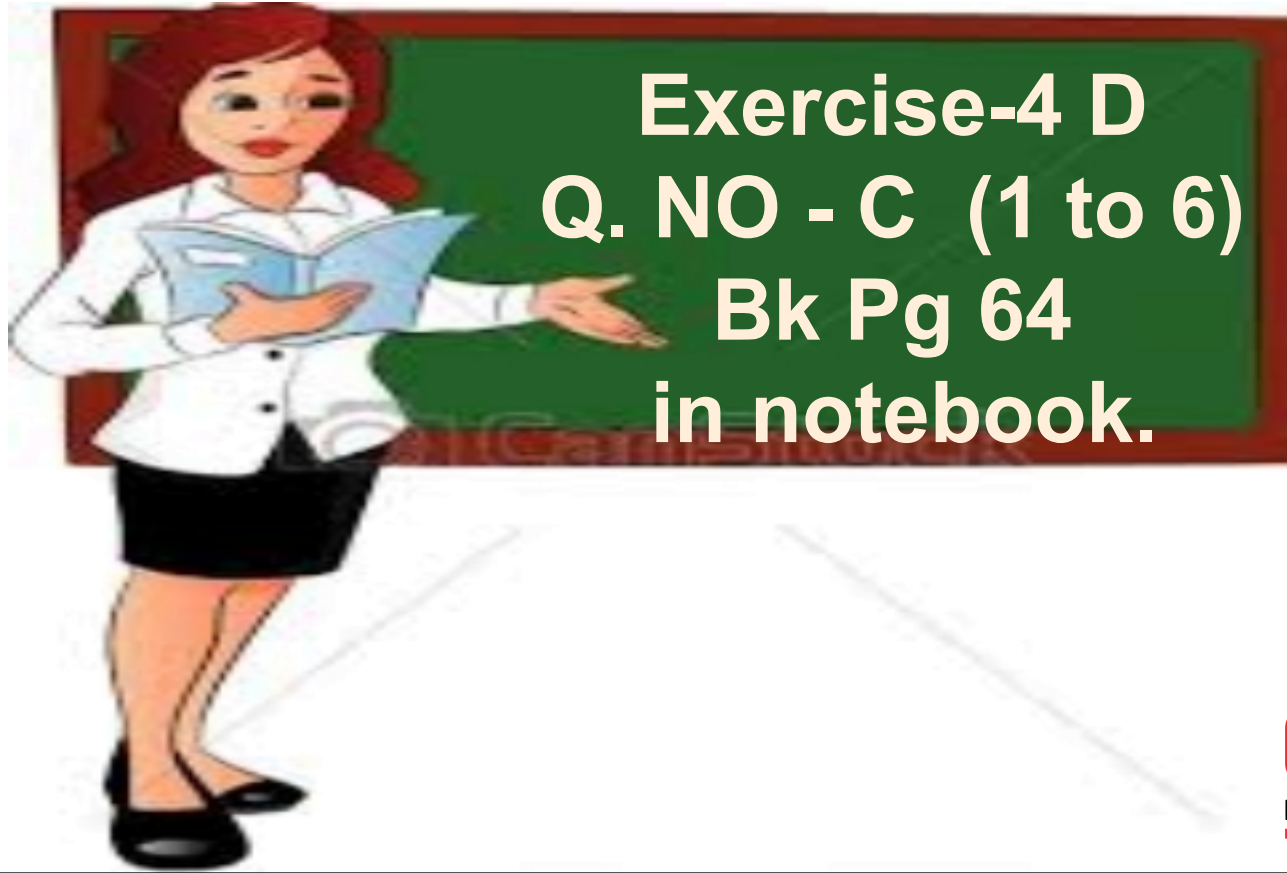 Exercise-4 D
Q. NO - C (1 to 6)
Bk Pg 64
in notebook.